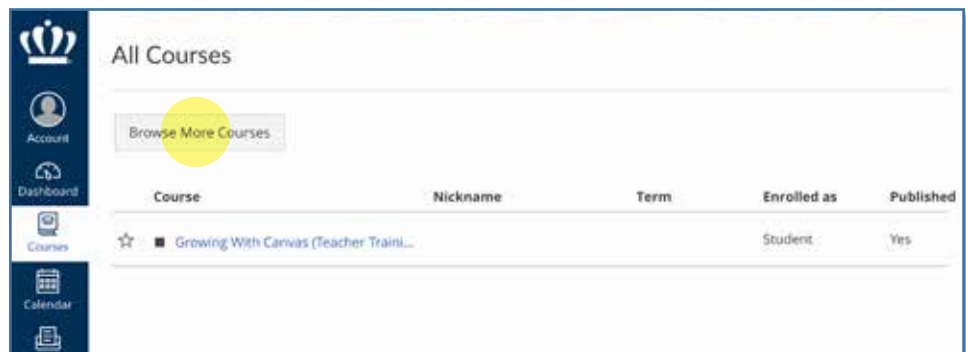 All Courses
Account
Browse More Courses
Dashboard
Course Nickname Term Enrolled as Published
Courses
Growing With Canvas (Teacher Traini... Student Yes
Calendar